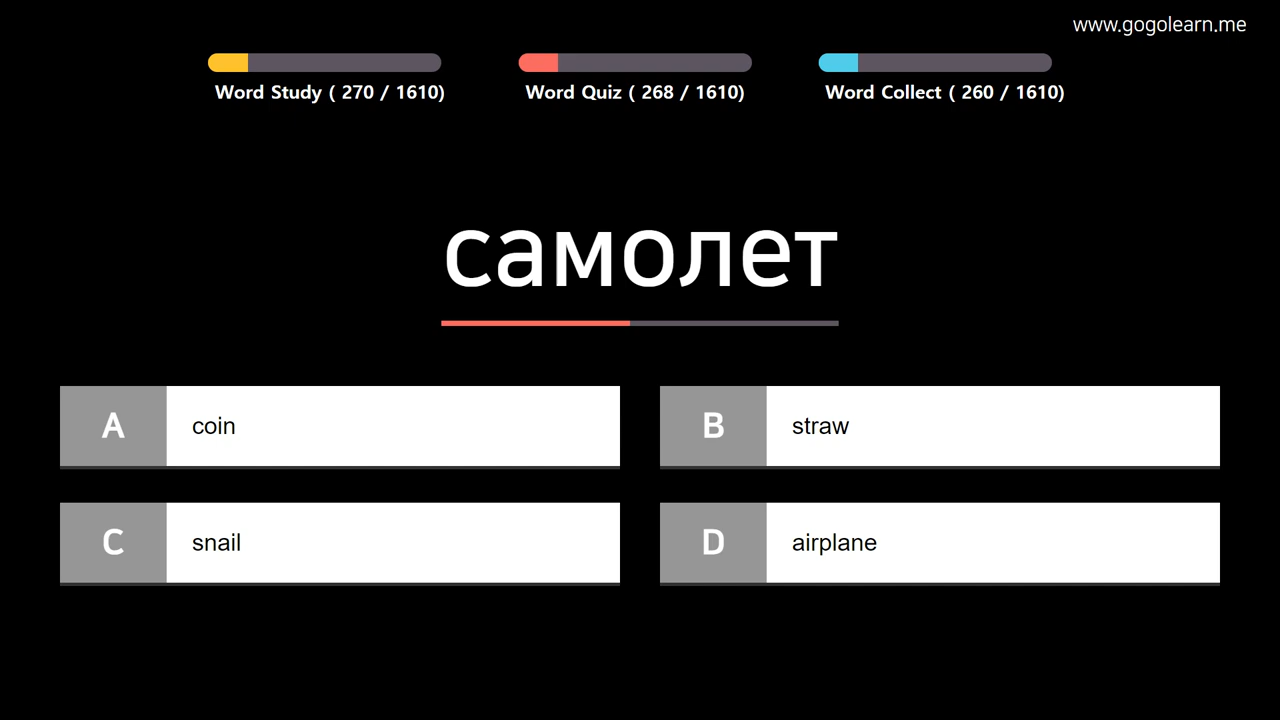 www.gogolearn.me
Word Study ( 270 / 1610)
Word Quiz ( 268 / 1610)
Word Collect ( 260 / 1610)
самолет
A coin
B straw
C snail
D airplane